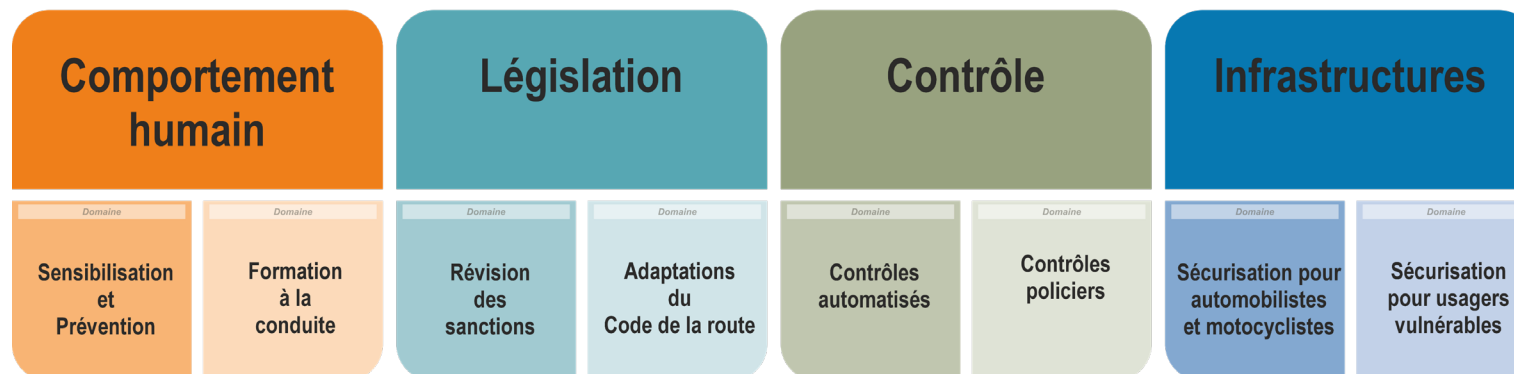 Comportement
humain
Législation
Contrôle
Infrastructures
Domaine
Sensibilisation
et
Prévention
Domaine
Formation
à la
conduite
Domaine
Révision
des
sanctions
Domaine
Adaptations
du
Code de la route
Domaine
Contrôles
automatisés
Domaine
Contrôles
policiers
Domaine
Sécurisation pour
automobilistes
et motocyclistes
Domaine
Sécurisation
pour usagers
vulnérables